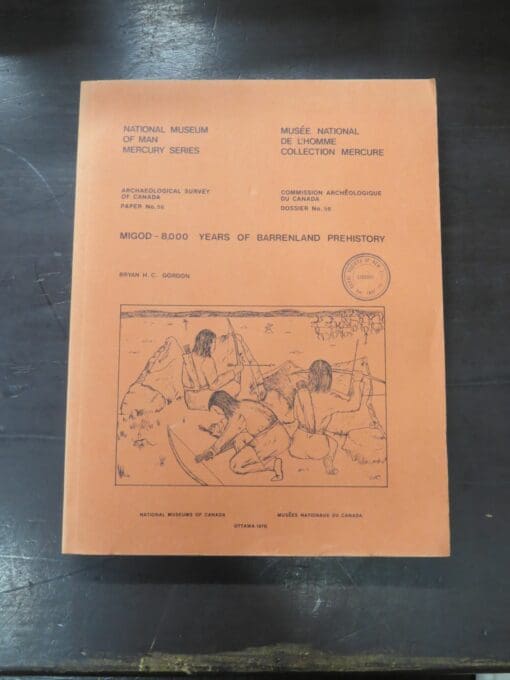 NATIONAL MUSEUM
OF MAN
MERCURY SERIES
MUSÉE NATIONAL
DE L'HOMME
COLLECTION MERCURE
ARCHAEOLOGICAL SURVEY
OF CANADA
PAPER No. 56
COMMISSION ARCHÉOLOGIQUE
DU CANADA
DOSSIER No. 56
MIGOD – 8,000 YEARS OF BARRENLAND PREHISTORY
BRYAN H. C. GORDON
LIBRARY
NATIONAL MUSEUMS OF CANADA
MUSÉES NATIONAUX DU CANADA
OTTAWA 1976